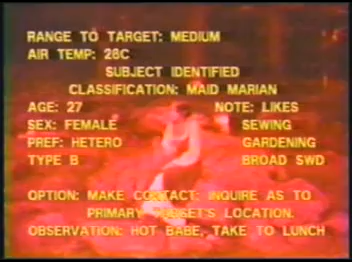 RANGE TO TARGET: MEDIUM
AIR TEMP: 28C
SUBJECT IDENTIFIED
CLASSIFICATION: MAID MARIAN
AGE: 27 NOTE: LIKES
SEX: FEMALE SEWING
PREF: HETERO GARDENING
TYPE B BROAD SWD
OPTION: MAKE CONTACT: INQUIRE AS TO
PRIMARY TARGET'S LOCATION.
OBSERVATION: HOT BABE, TAKE TO LUNCH